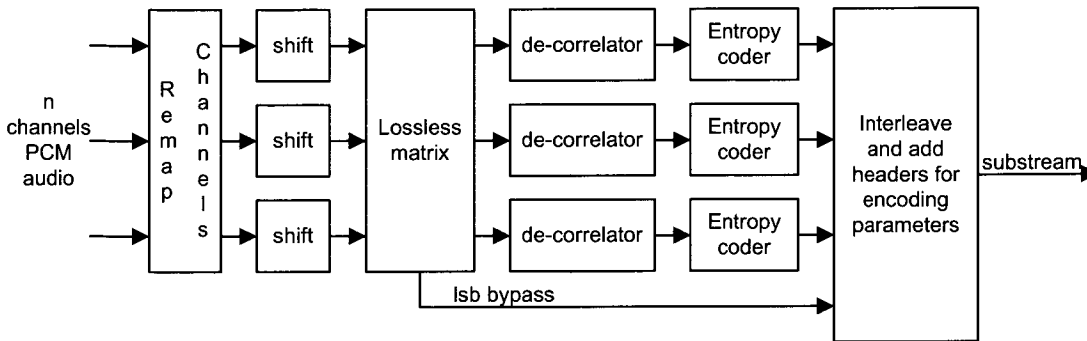 n
channels
PCM
audio
Remap
Channels
shift
shift
shift
Lossless
matrix
de-correlator
de-correlator
de-correlator
Entropy
coder
Entropy
coder
Entropy
coder
Interleave
and add
headers for
encoding
parameters
substream
lsb bypass